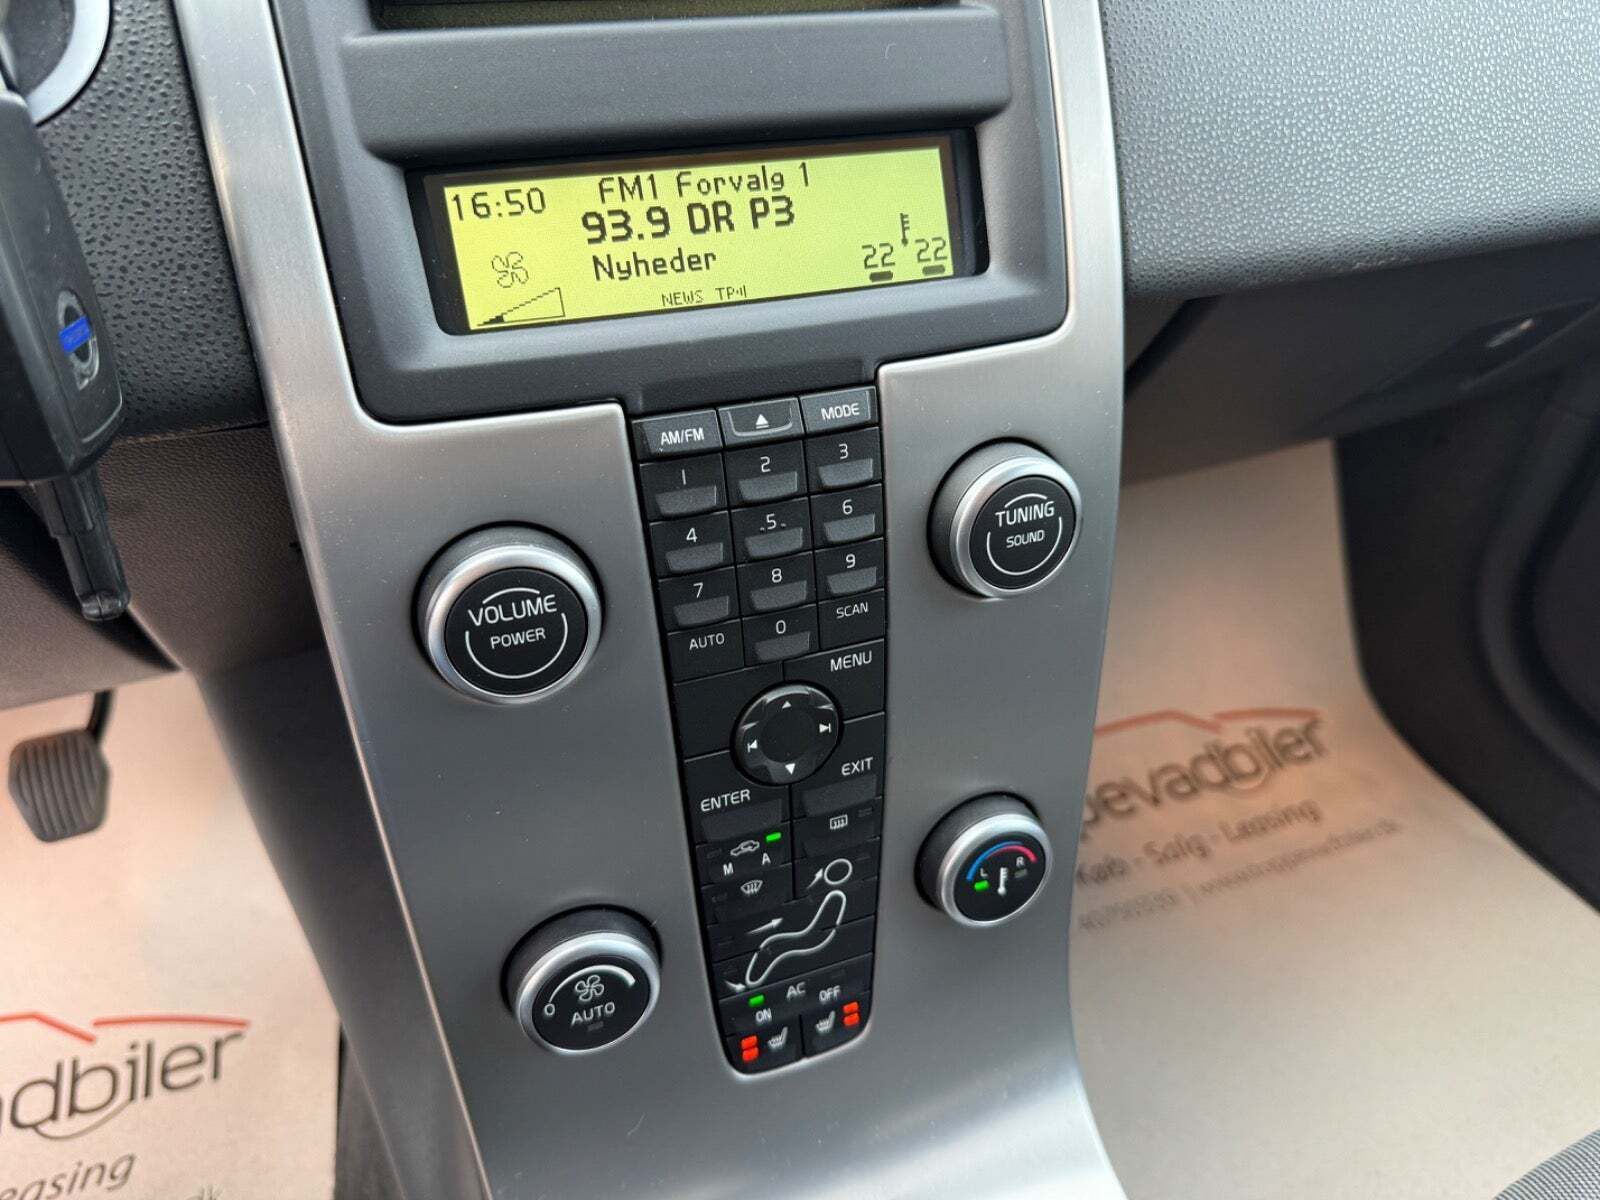 16:50
FM1 Forvalg 1
93.9 DR P3
Nyheder
22 22
NEWS TP
AM/FM
MODE
1 2 3
4 5 6
7 8 9
AUTO 0 SCAN
MENU
EXIT
ENTER
VOLUME
POWER
TUNING
SOUND
M A
L R
0
AUTO
AC
ON OFF
Køb - Salg - Leasing